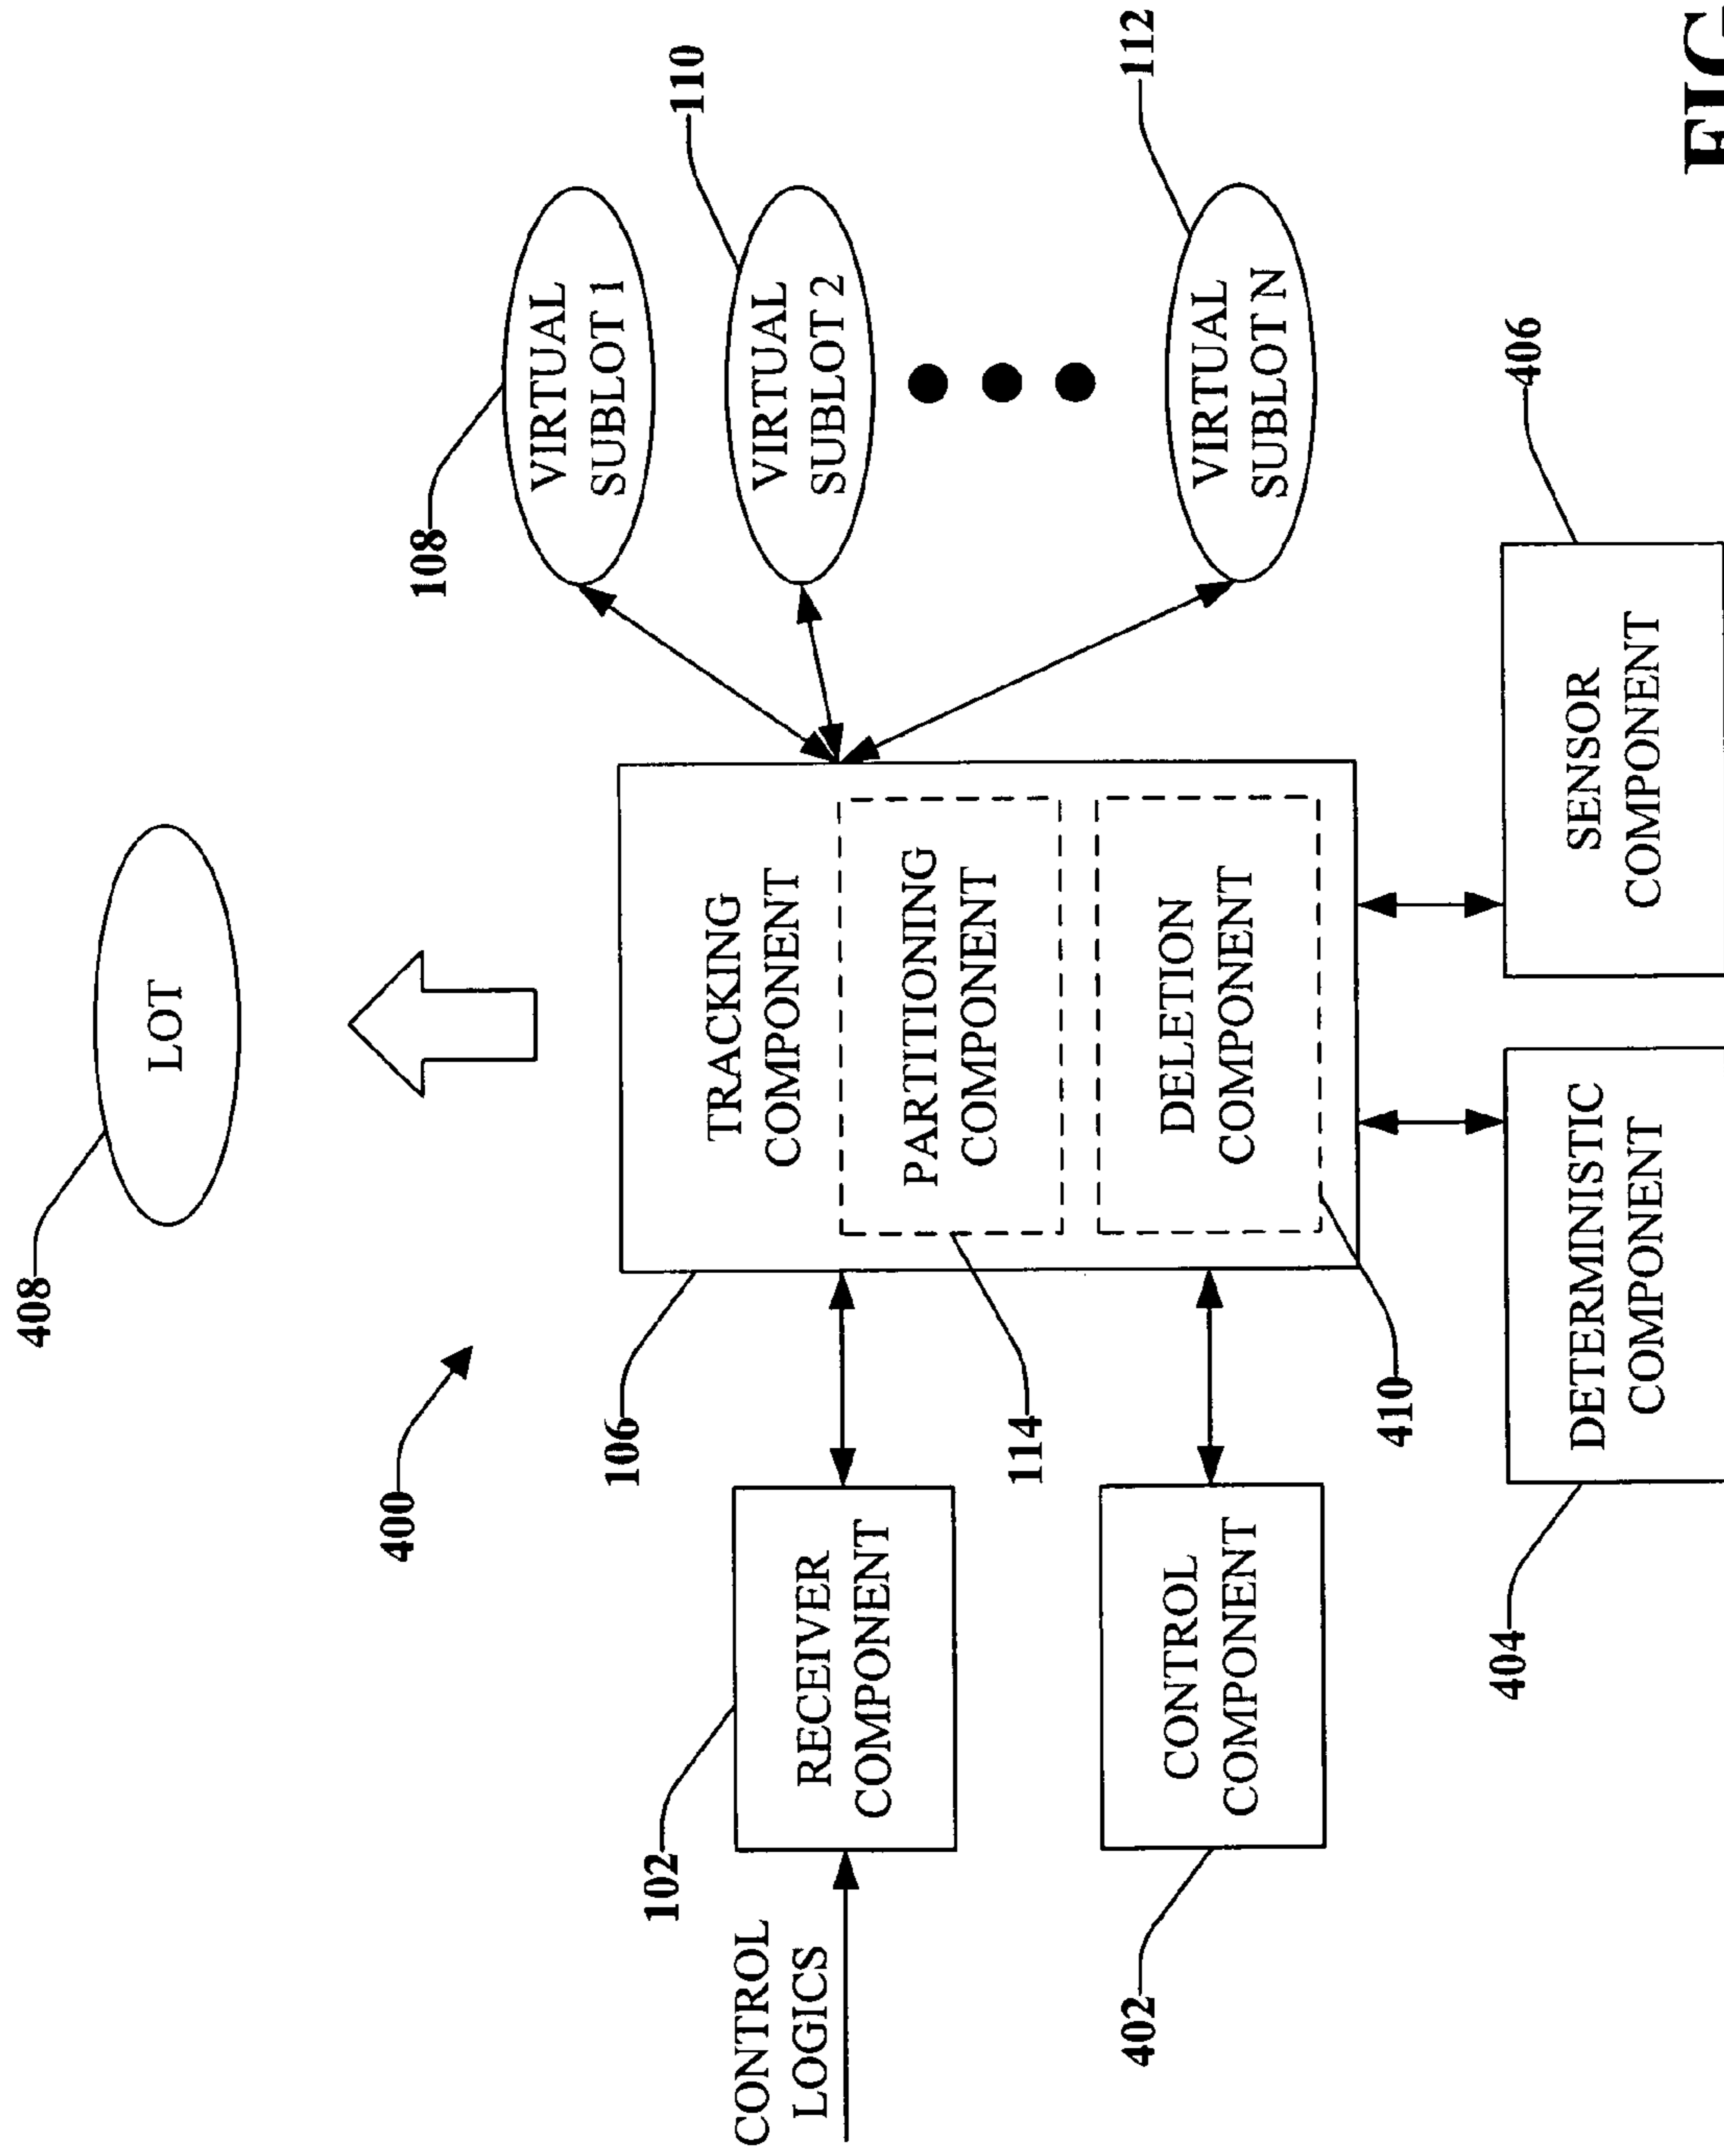 408
LOT
400
106
TRACKING
COMPONENT
108
VIRTUAL
SUBLOT 1
110
102
CONTROL
LOGICS
RECEIVER
COMPONENT
PARTITIONING
COMPONENT
VIRTUAL
SUBLOT 2
114
112
402
CONTROL
COMPONENT
DELETION
COMPONENT
VIRTUAL
SUBLOT N
410
404
DETERMINISTIC
COMPONENT
SENSOR
COMPONENT
406